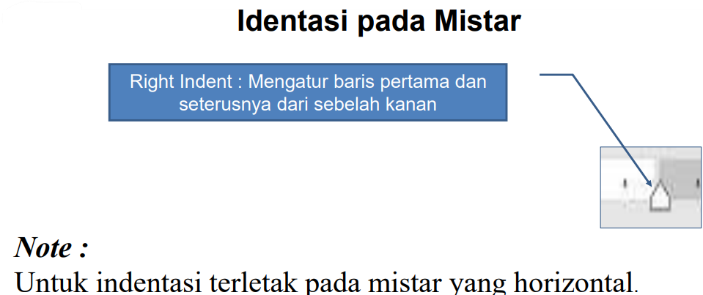 Identasi pada Mistar
Right Indent : Mengatur baris pertama dan
seterusnya dari sebelah kanan
Note :
Untuk indentasi terletak pada mistar yang horizontal.